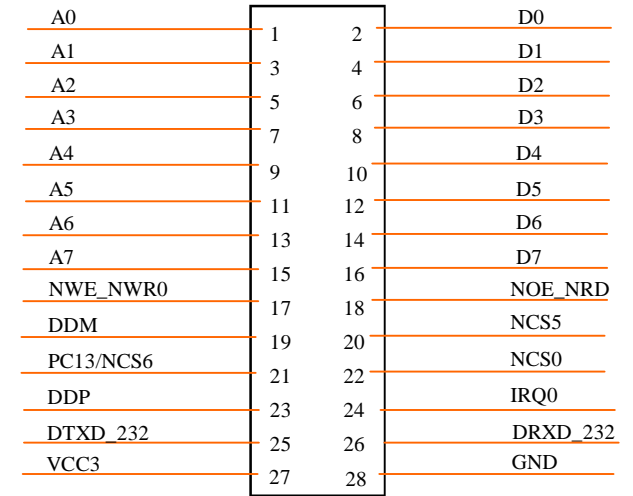 A0 1 2 D0
A1 3 4 D1
A2 5 6 D2
A3 7 8 D3
A4 9 10 D4
A5 11 12 D5
A6 13 14 D6
A7 15 16 D7
NWE_NWR0 17 18 NOE_NRD
DDM 19 20 NCS5
PC13/NCS6 21 22 NCS0
DDP 23 24 IRQ0
DTXD_232 25 26 DRXD_232
VCC3 27 28 GND